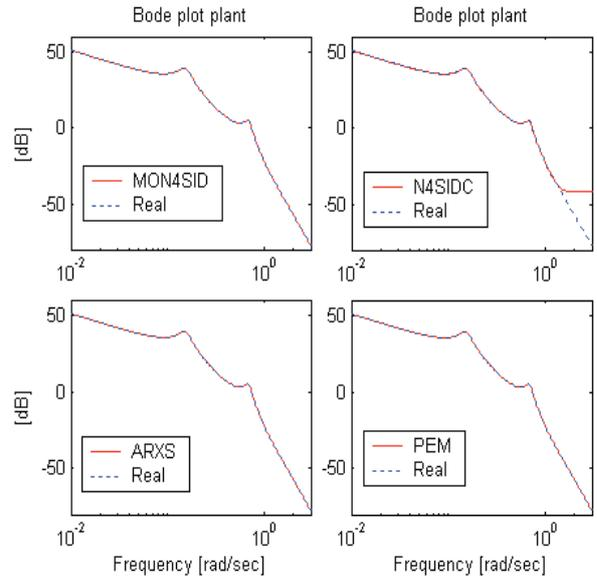 Bode plot plant
Bode plot plant
50
0
-50
[dB]
MON4SID
Real
10^-2
10^0
50
0
-50
N4SIDC
Real
10^-2
10^0
50
0
-50
[dB]
ARXS
Real
10^-2
10^0
Frequency [rad/sec]
50
0
-50
PEM
Real
10^-2
10^0
Frequency [rad/sec]